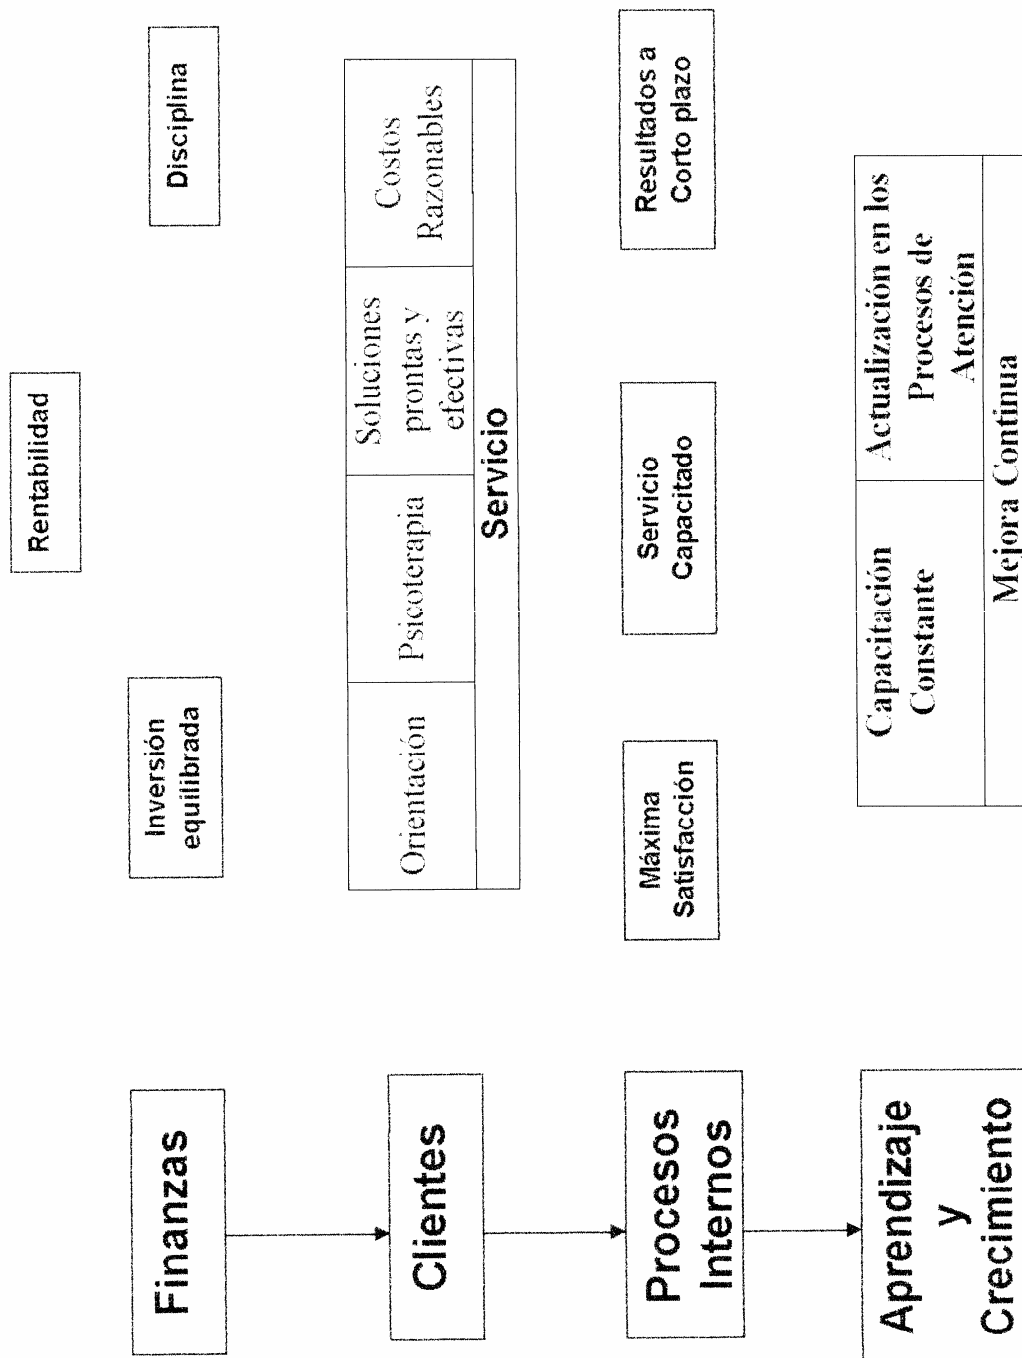 Rentabilidad
Finanzas
Inversión
equilibrada
Disciplina
Clientes
Orientación
Psicoterapia
Soluciones
prontas y
efectivas
Costos
Razonables
Servicio
Procesos
Internos
Máxima
Satisfacción
Servicio
Capacitado
Resultados a
Corto plazo
Aprendizaje
y
Crecimiento
Capacitación
Constante
Actualización en los
Procesos de
Atención
Mejora Continua